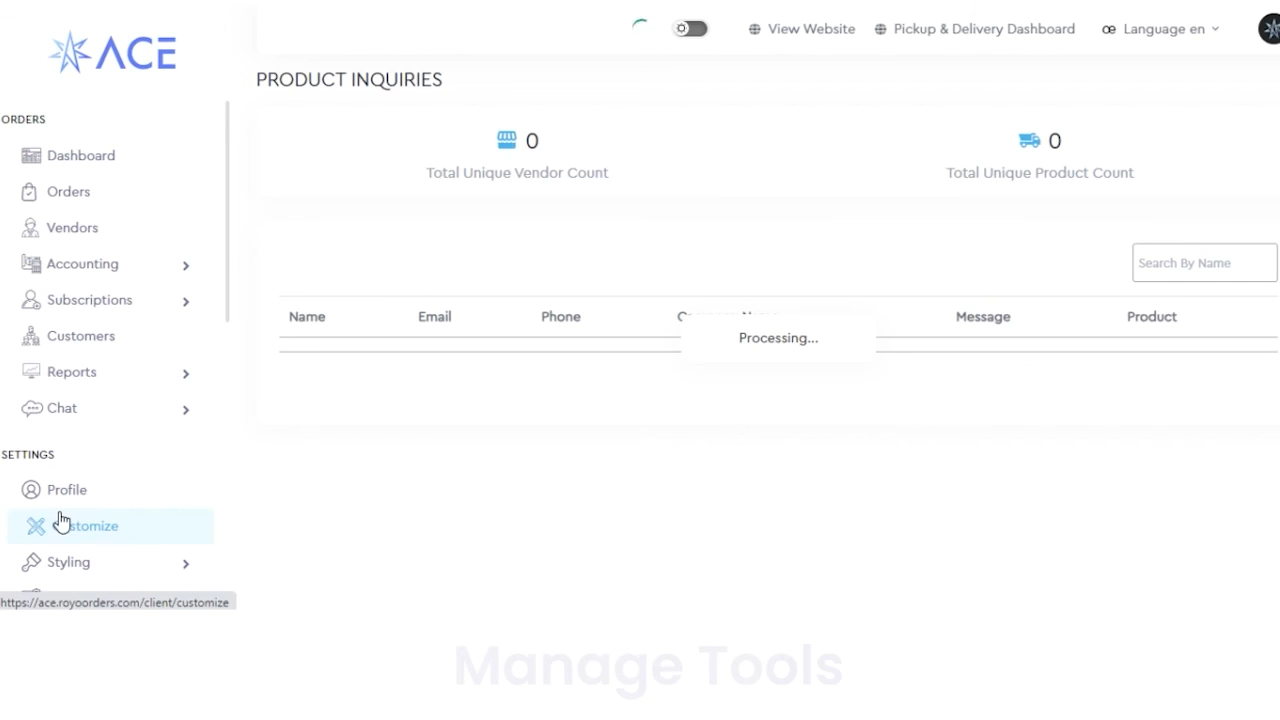 ACE
View Website
Pickup & Delivery Dashboard
Language en
PRODUCT INQUIRIES
ORDERS
Dashboard
Orders
Vendors
Accounting
Subscriptions
Customers
Reports
Chat
SETTINGS
Profile
Customize
Styling
https://ace.royoorders.com/client/customize
0
Total Unique Vendor Count
0
Total Unique Product Count
Search By Name
Name Email Phone Message Product
Processing...
Manage Tools